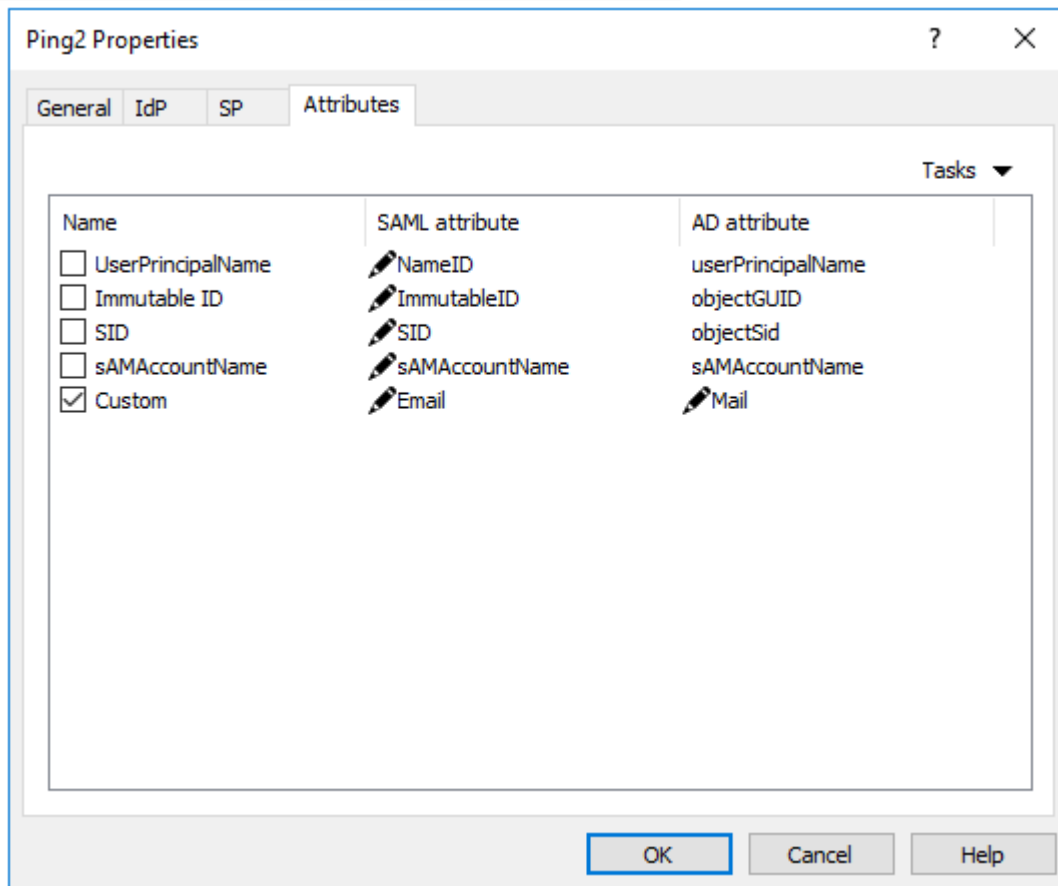 Ping2 Properties ?
General IdP SP Attributes
Tasks
Name SAML attribute AD attribute
UserPrincipalName NameID userPrincipalName
Immutable ID ImmutableID objectGUID
SID SID objectSid
sAMAccountName sAMAccountName sAMAccountName
Custom Email Mail
OK Cancel Help